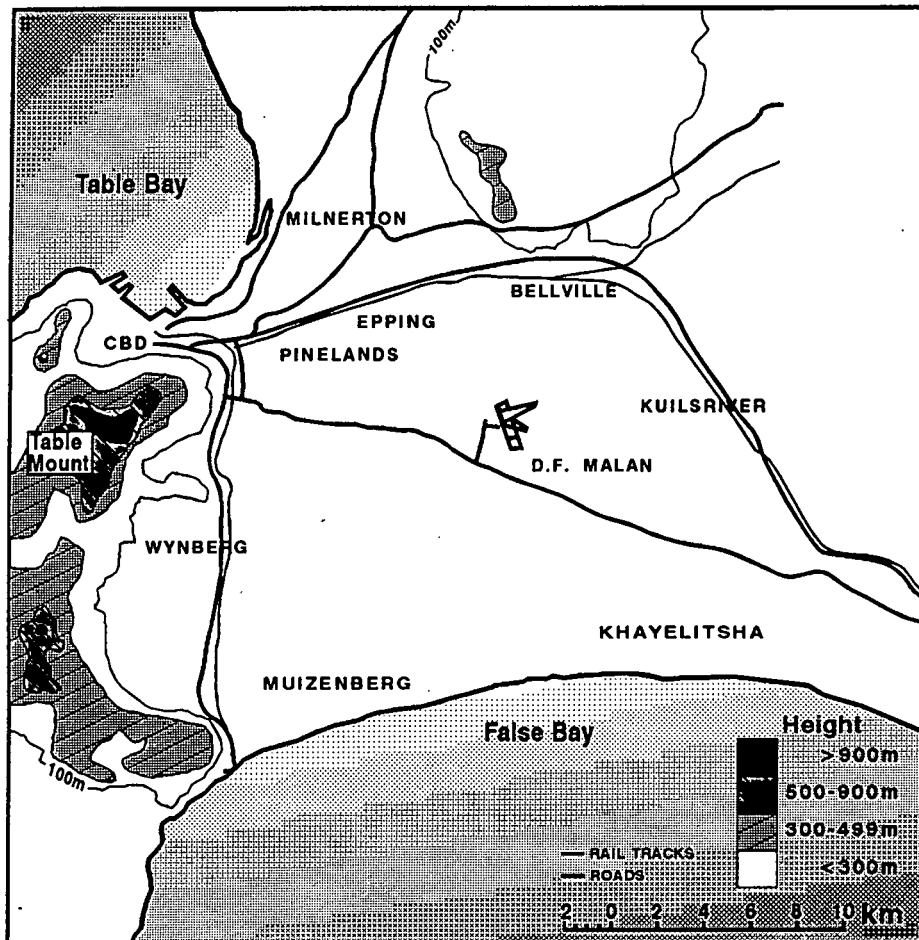 100m
Table Bay
MILNERTON
BELLVILLE
EPPING
CBD
PINELANDS
KUILSRIVER
Table
Mount
D.F. MALAN
WYNBERG
KHAYELITSHA
MUIZENBERG
False Bay
100m
Height
>900m
500-900m
300-499m
<300m
RAIL TRACKS
ROADS
2 0 2 4 6 8 10 km